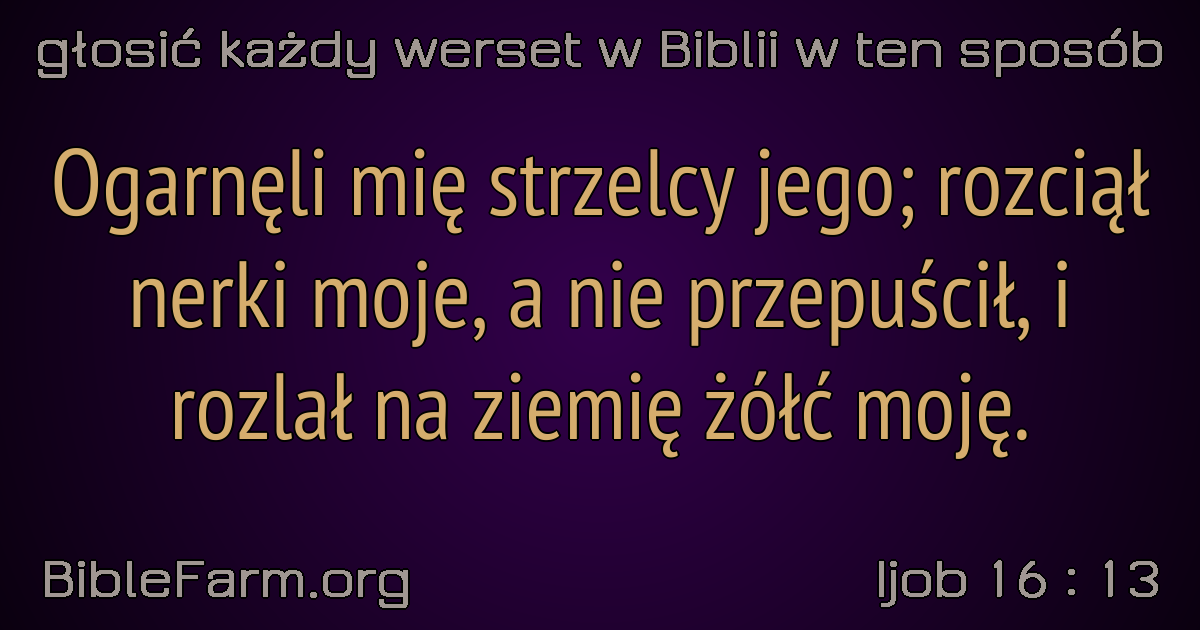 głosić każdy werset w Biblii w ten sposób
Ogarnęli mię strzelcy jego; rozciął
nerki moje, a nie przepuścił, i
rozlał na ziemię żółć moję.
BibleFarm.org
Ijob 16 : 13